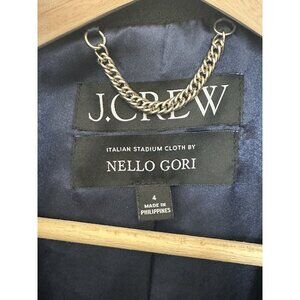 J.CREW
ITALIAN STADIUM CLOTH BY
NELLO GORI
4
MADE IN
PHILIPPINES